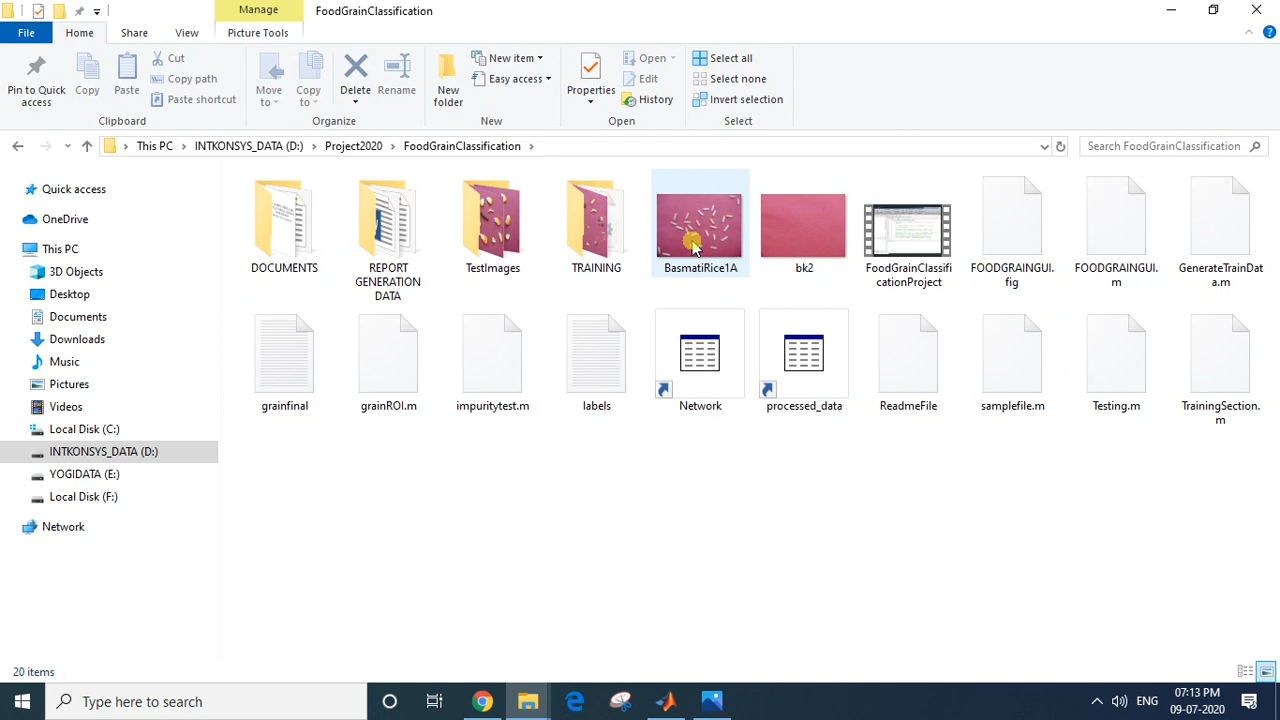 Manage
FoodGrainClassification
File
Home
Share
View
Picture Tools
Pin to Quick access
Copy
Paste
Cut
Copy path
Paste shortcut
Clipboard
Move to
Copy to
Delete
Rename
Organize
New folder
New item
Easy access
New
Properties
Open
Edit
History
Open
Select all
Select none
Invert selection
Select
This PC
INTKONSYS_DATA (D:)
Project2020
FoodGrainClassification
Search FoodGrainClassification
Quick access
OneDrive
This PC
3D Objects
Desktop
Documents
Downloads
Music
Pictures
Videos
Local Disk (C:)
INTKONSYS_DATA (D:)
YOGIDATA (E:)
Local Disk (F:)
Network
DOCUMENTS
REPORT
GENERATION
DATA
TestImages
TRAINING
BasmatiRice1A
bk2
FoodGrainClassifi
cationProject
FOODGRAINGUI.
fig
FOODGRAINGUI.
m
GenerateTrainDat
a.m
grainfinal
grainROI.m
impuritytest.m
labels
Network
processed_data
ReadmeFile
samplefile.m
Testing.m
TrainingSection.
m
20 items
Type here to search
ENG
07:13 PM
09-07-2020